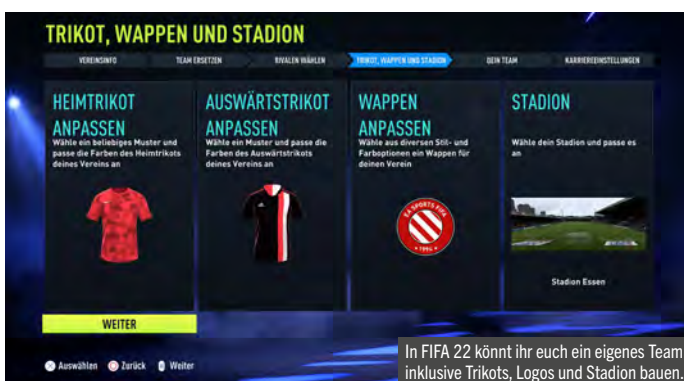 TRIKOT, WAPPEN UND STADION
VEREINSINFO
TEAM ERSETZEN
RIVALEN WÄHLEN
TRIKOT, WAPPEN UND STADION
DEIN TEAM
KARRIEREEINSTELLUNGEN
HEIMTRIKOT
ANPASSEN
Wähle ein beliebiges Muster und
passe die Farben des Heimtrikots
deines Vereins an
AUSWÄRTSTRIKOT
ANPASSEN
Wähle ein Muster und passe die
Farben des Auswärtstrikots
deines Vereins an
WAPPEN
ANPASSEN
Wähle aus diversen Stil- und
Farboptionen ein Wappen für
deinen Verein
EA SPORTS FIFA
1994
STADION
Wähle dein Stadion und passe es
an
Stadion Essen
WEITER
Auswählen
Zurück
Weiter
In FIFA 22 könnt ihr euch ein eigenes Team
inklusive Trikots, Logos und Stadion bauen.